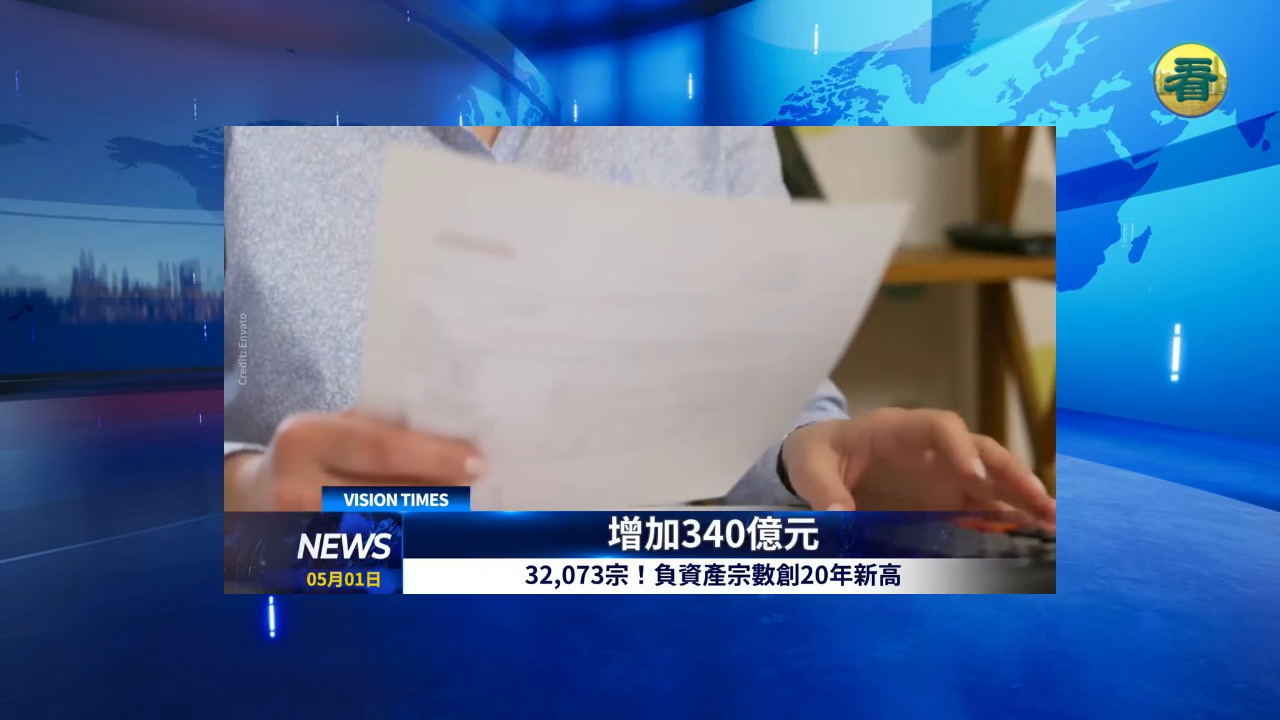 看
Credit: Envato
VISION TIMES
NEWS
05月01日
增加340億元
32,073宗！負資產宗數創20年新高